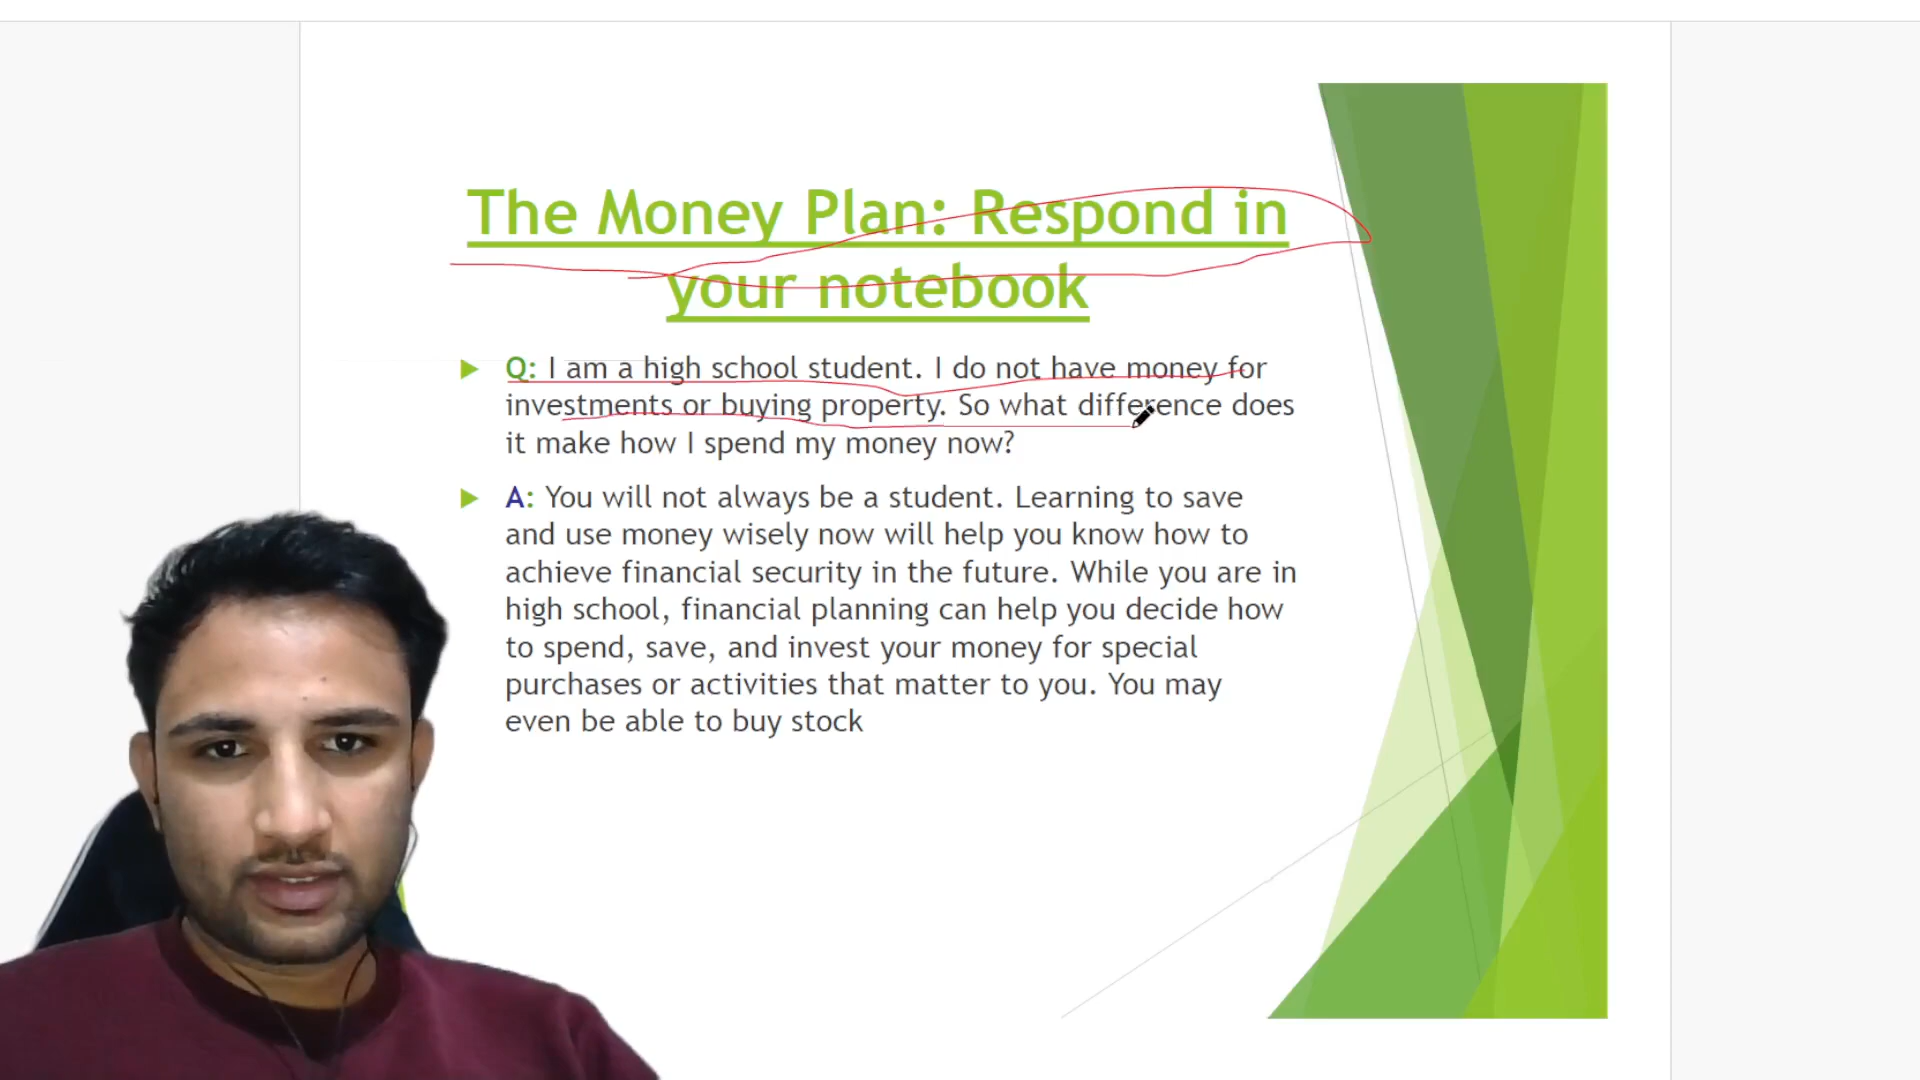 The Money Plan: Respond in
your notebook
Q: I am a high school student. I do not have money for
investments or buying property. So what difference does
it make how I spend my money now?
A: You will not always be a student. Learning to save
and use money wisely now will help you know how to
achieve financial security in the future. While you are in
high school, financial planning can help you decide how
to spend, save, and invest your money for special
purchases or activities that matter to you. You may
even be able to buy stock